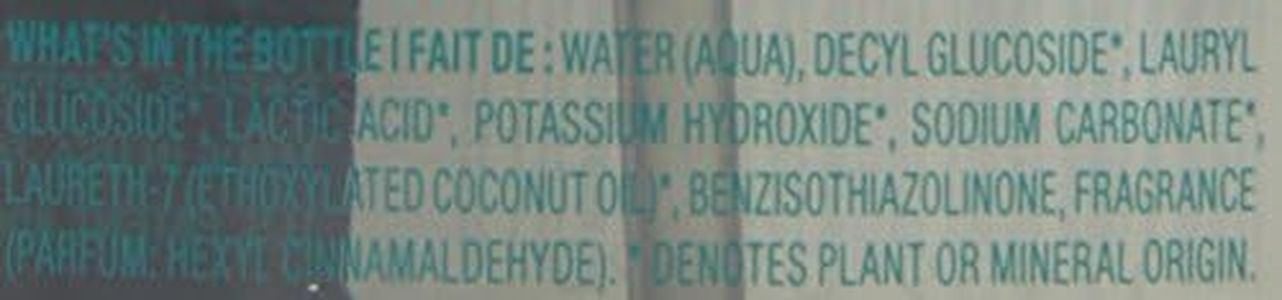 WHAT'S IN THE BOTTLE I FAIT DE : WATER (AQUA), DECYL GLUCOSIDE*, LAURYL
GLUCOSIDE*, LACTIC ACID*, POTASSIUM HYDROXIDE*, SODIUM CARBONATE*,
LAURETH-7 (ETHOXYLATED COCONUT OIL)*, BENZISOTHIAZOLINONE, FRAGRANCE
(PARFUM: HEXYL CINNAMALDEHYDE). * DENOTES PLANT OR MINERAL ORIGIN.